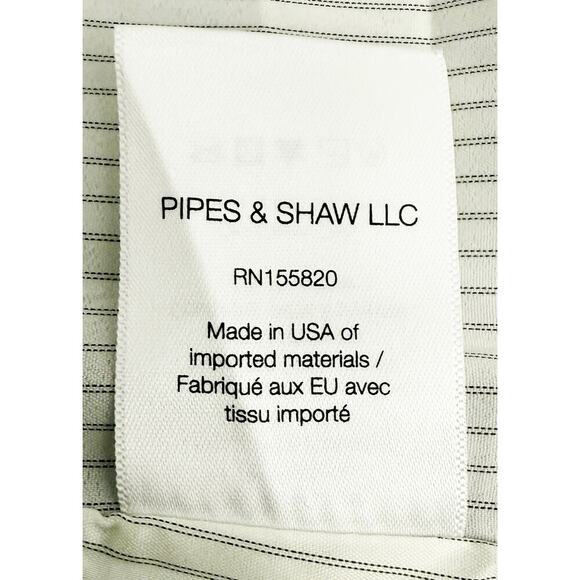 PIPES & SHAW LLC
RN155820
Made in USA of
imported materials /
Fabriqué aux EU avec
tissu importé